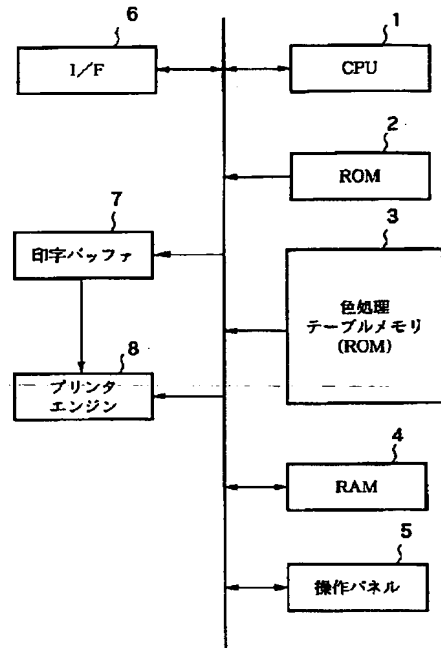 6
I/F
1
CPU
2
ROM
7
印字バッファ
3
色処理
テーブルメモリ
(ROM)
8
プリンタ
エンジン
4
RAM
5
操作パネル